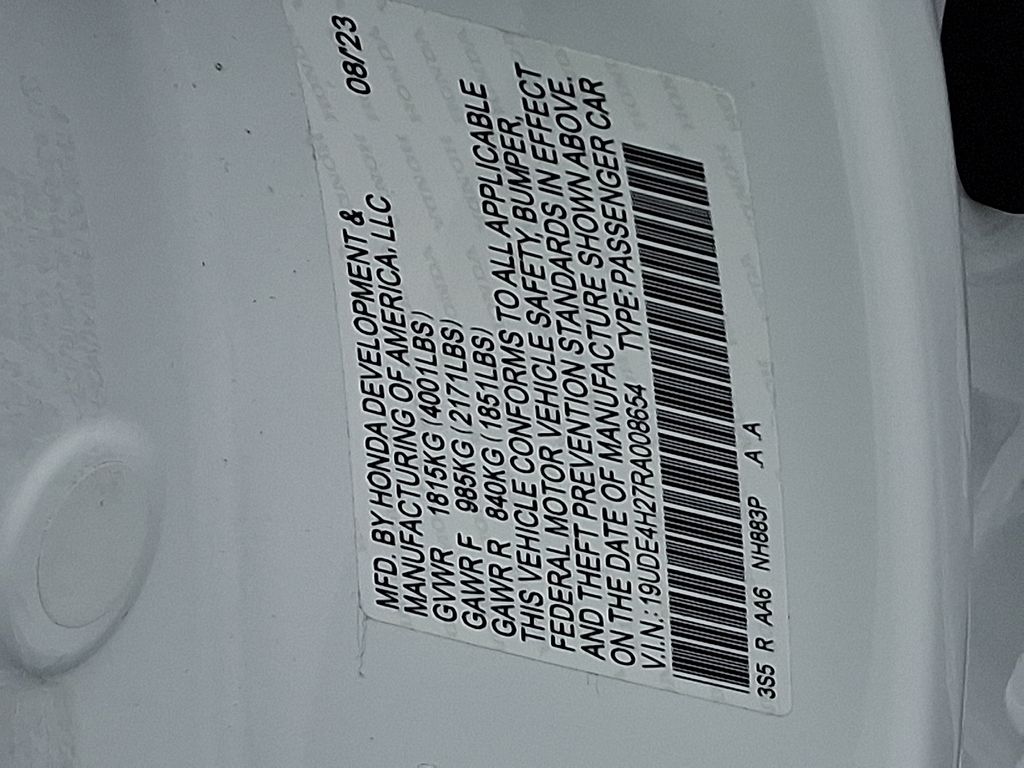 MFD. BY HONDA DEVELOPMENT & 08/'23
MANUFACTURING OF AMERICA, LLC
GVWR 1815KG (4001LBS)
GAWR F 985KG (2171LBS)
GAWR R 840KG (1851LBS)
THIS VEHICLE CONFORMS TO ALL APPLICABLE
FEDERAL MOTOR VEHICLE SAFETY, BUMPER,
AND THEFT PREVENTION STANDARDS IN EFFECT
ON THE DATE OF MANUFACTURE SHOWN ABOVE.
V.I.N.: 19UDE4H27RA008654 TYPE: PASSENGER CAR
3S5 R AA6 NH883P A A